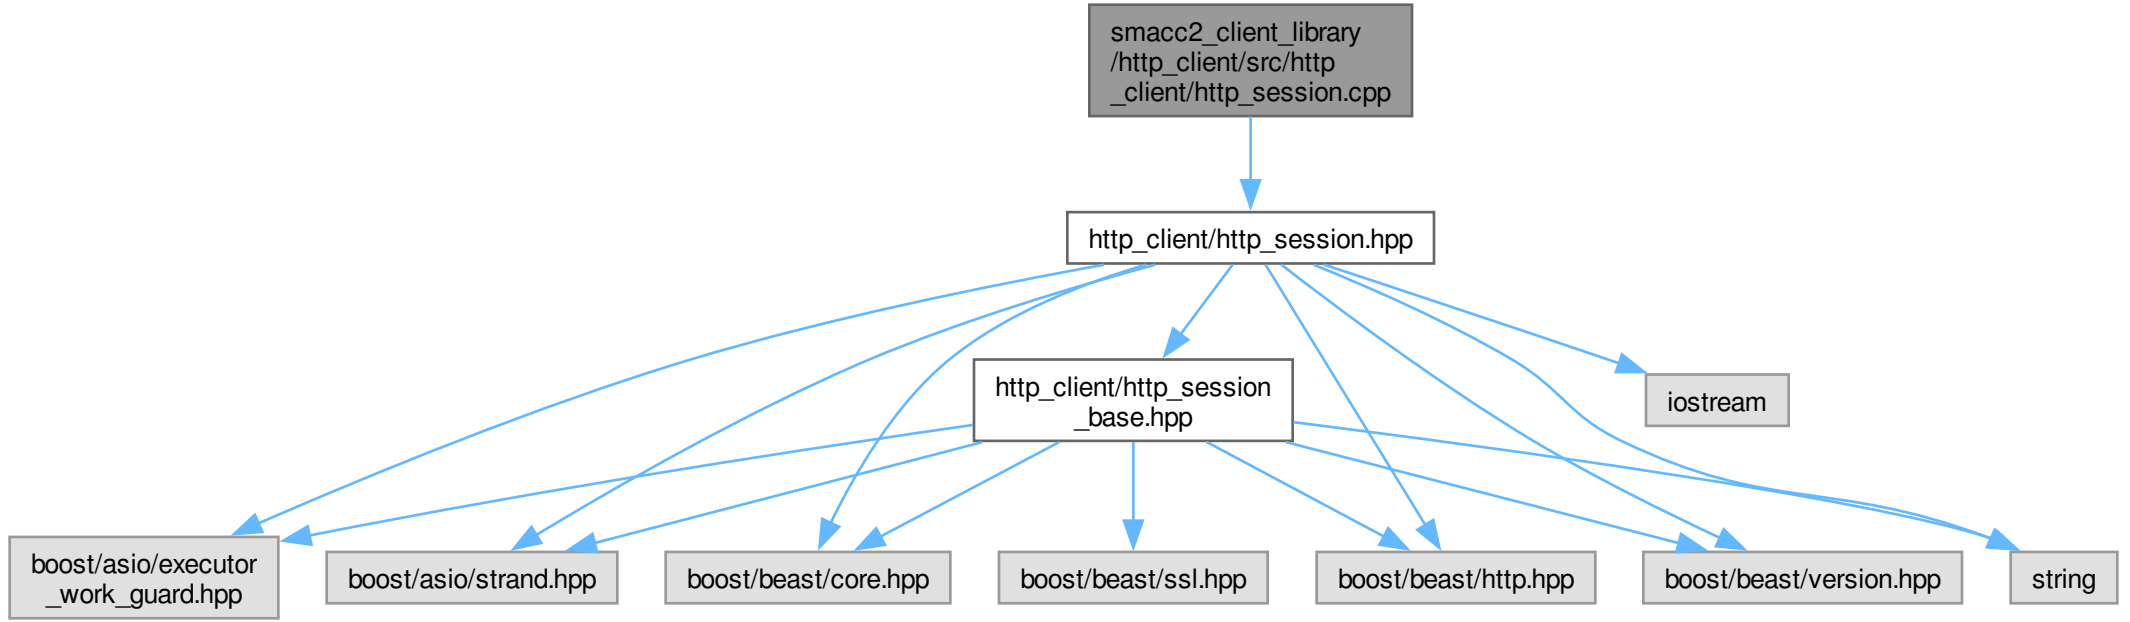 smacc2_client_library
/http_client/src/http
_client/http_session.cpp
http_client/http_session.hpp
http_client/http_session
_base.hpp
iostream
boost/asio/executor
_work_guard.hpp
boost/asio/strand.hpp
boost/beast/core.hpp
boost/beast/ssl.hpp
boost/beast/http.hpp
boost/beast/version.hpp
string